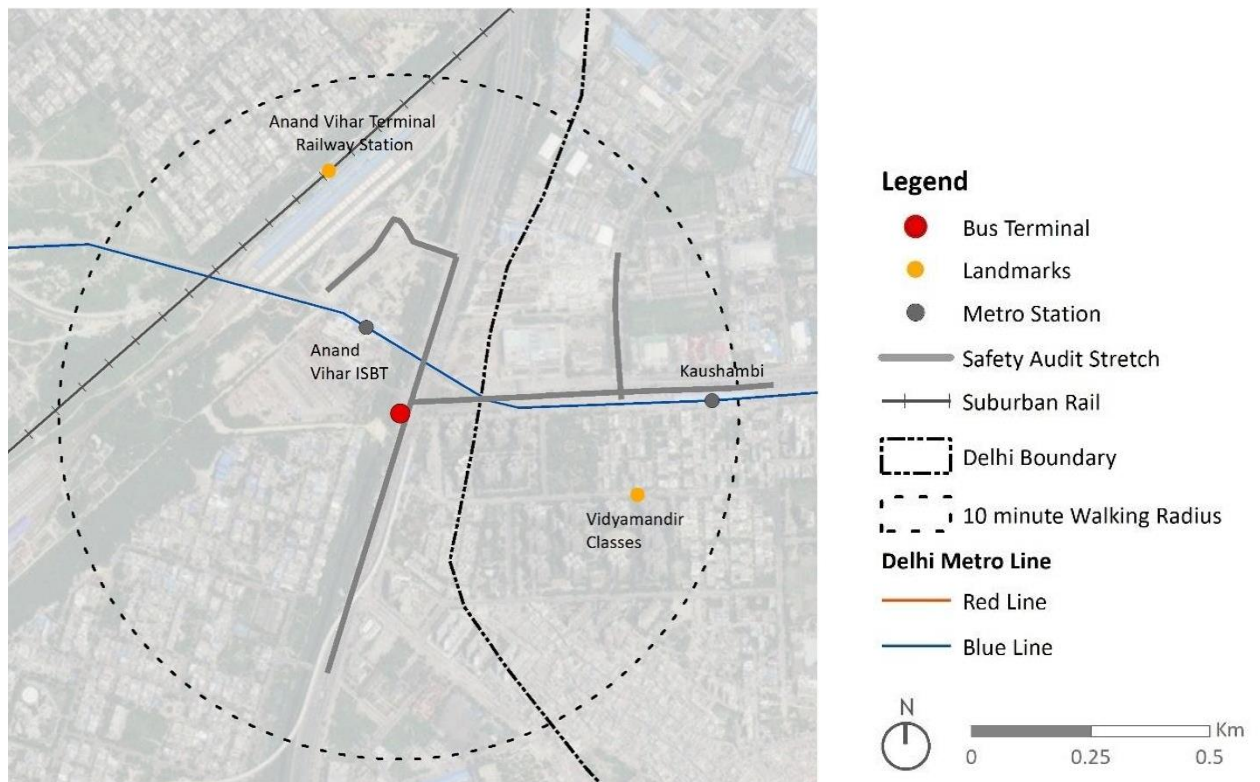 Anand Vihar Terminal
Railway Station
Anand
Vihar ISBT
Kaushambi
Vidyamandir
Classes
Legend
Bus Terminal
Landmarks
Metro Station
Safety Audit Stretch
Suburban Rail
Delhi Boundary
10 minute Walking Radius
Delhi Metro Line
Red Line
Blue Line
N
Km
0 0.25 0.5